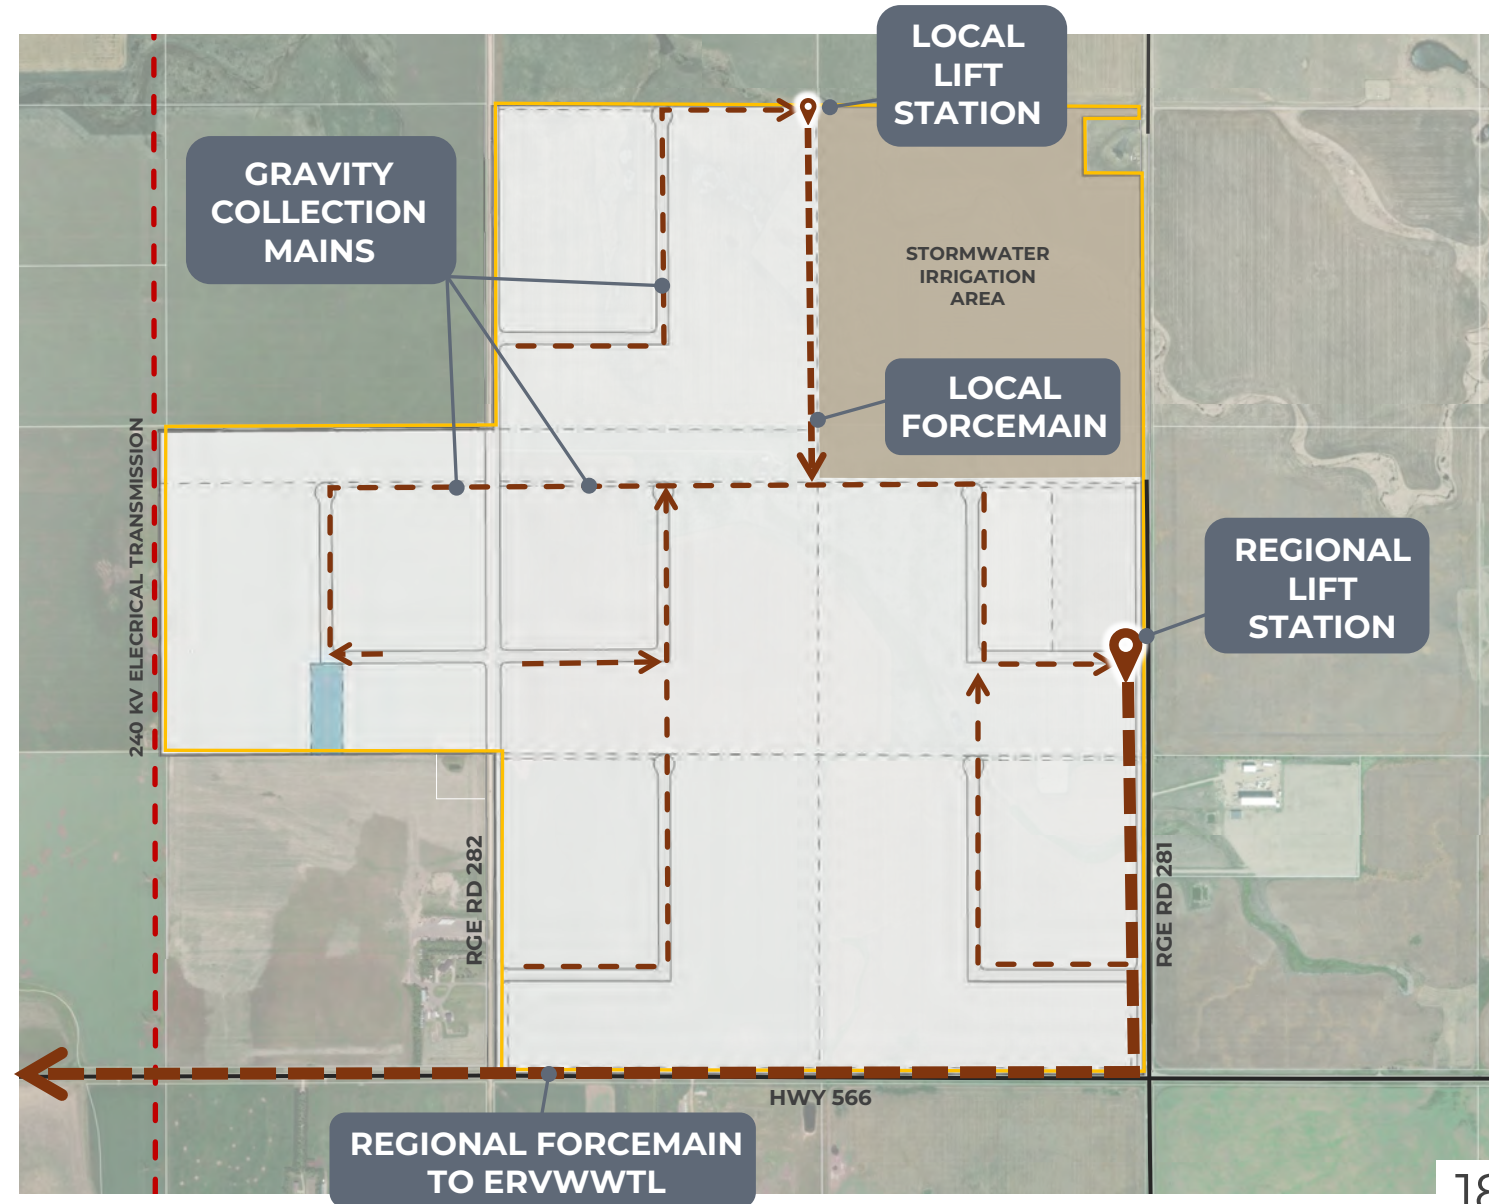 LOCAL
LIFT
STATION
GRAVITY
COLLECTION
MAINS
STORMWATER
IRRIGATION
AREA
LOCAL
FORCEMAIN
240 KV ELECRICAL TRANSMISSION
REGIONAL
LIFT
STATION
RGE RD 282
RGE RD 281
HWY 566
REGIONAL FORCEMAIN
TO ERVWWTL
18